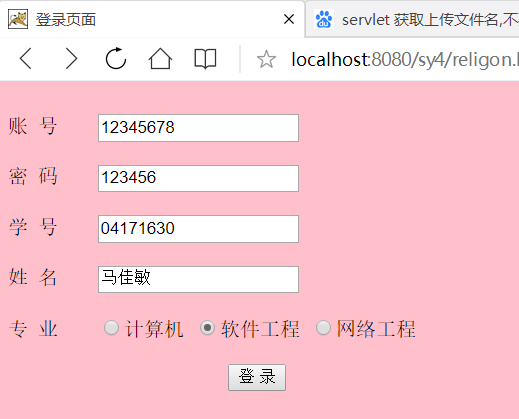 登录页面
servlet 获取上传文件名,不
localhost:8080/sy4/religon.
账 号 12345678
密 码 123456
学 号 04171630
姓 名 马佳敏
专 业 计算机 软件工程 网络工程
登 录